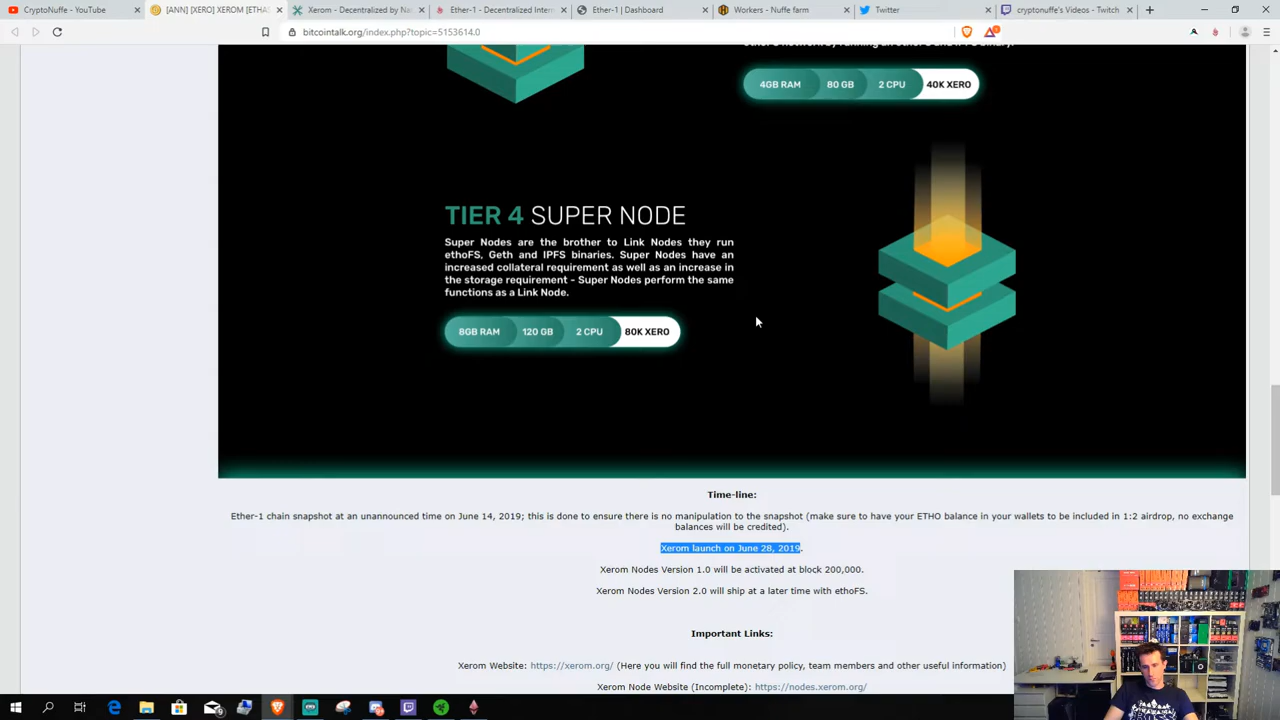 CryptoNuffe - YouTube
[ANN] [XERO] XEROM [ETHA
Xerom - Decentralized by Na
Ether-1 - Decentralized Inter
Ether-1 | Dashboard
Workers - Nuffe farm
Twitter
cryptonuffe's Videos - Twitch
bitcointalk.org/index.php?topic=5153614.0
4GB RAM 80 GB 2 CPU 40K XERO
TIER 4 SUPER NODE
Super Nodes are the brother to Link Nodes they run
ethoFS, Geth and IPFS binaries. Super Nodes have an
increased collateral requirement as well as an increase in
the storage requirement - Super Nodes perform the same
functions as a Link Node.
8GB RAM 120 GB 2 CPU 80K XERO
Time-line:
Ether-1 chain snapshot at an unannounced time on June 14, 2019; this is done to ensure there is no manipulation to the snapshot (make sure to have your ETHO balance in your wallets to be included in 1:2 airdrop, no exchange
balances will be credited).
Xerom launch on June 28, 2019.
Xerom Nodes Version 1.0 will be activated at block 200,000.
Xerom Nodes Version 2.0 will ship at a later time with ethoFS.
Important Links:
Xerom Website: https://xerom.org/ (Here you will find the full monetary policy, team members and other useful information)
Xerom Node Website (Incomplete): https://nodes.xerom.org/